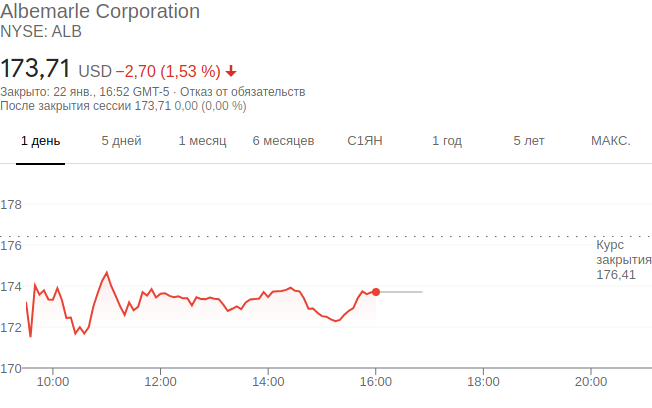 Albemarle Corporation
NYSE: ALB
173,71 USD −2,70 (1,53 %)
Закрыто: 22 янв., 16:52 GMT-5 · Отказ от обязательств
После закрытия сессии 173,71 0,00 (0,00 %)
1 день 5 дней 1 месяц 6 месяцев С1ЯН 1 год 5 лет МАКС.
178
176
Курс
закрытия
176,41
174
172
170
10:00 12:00 14:00 16:00 18:00 20:00